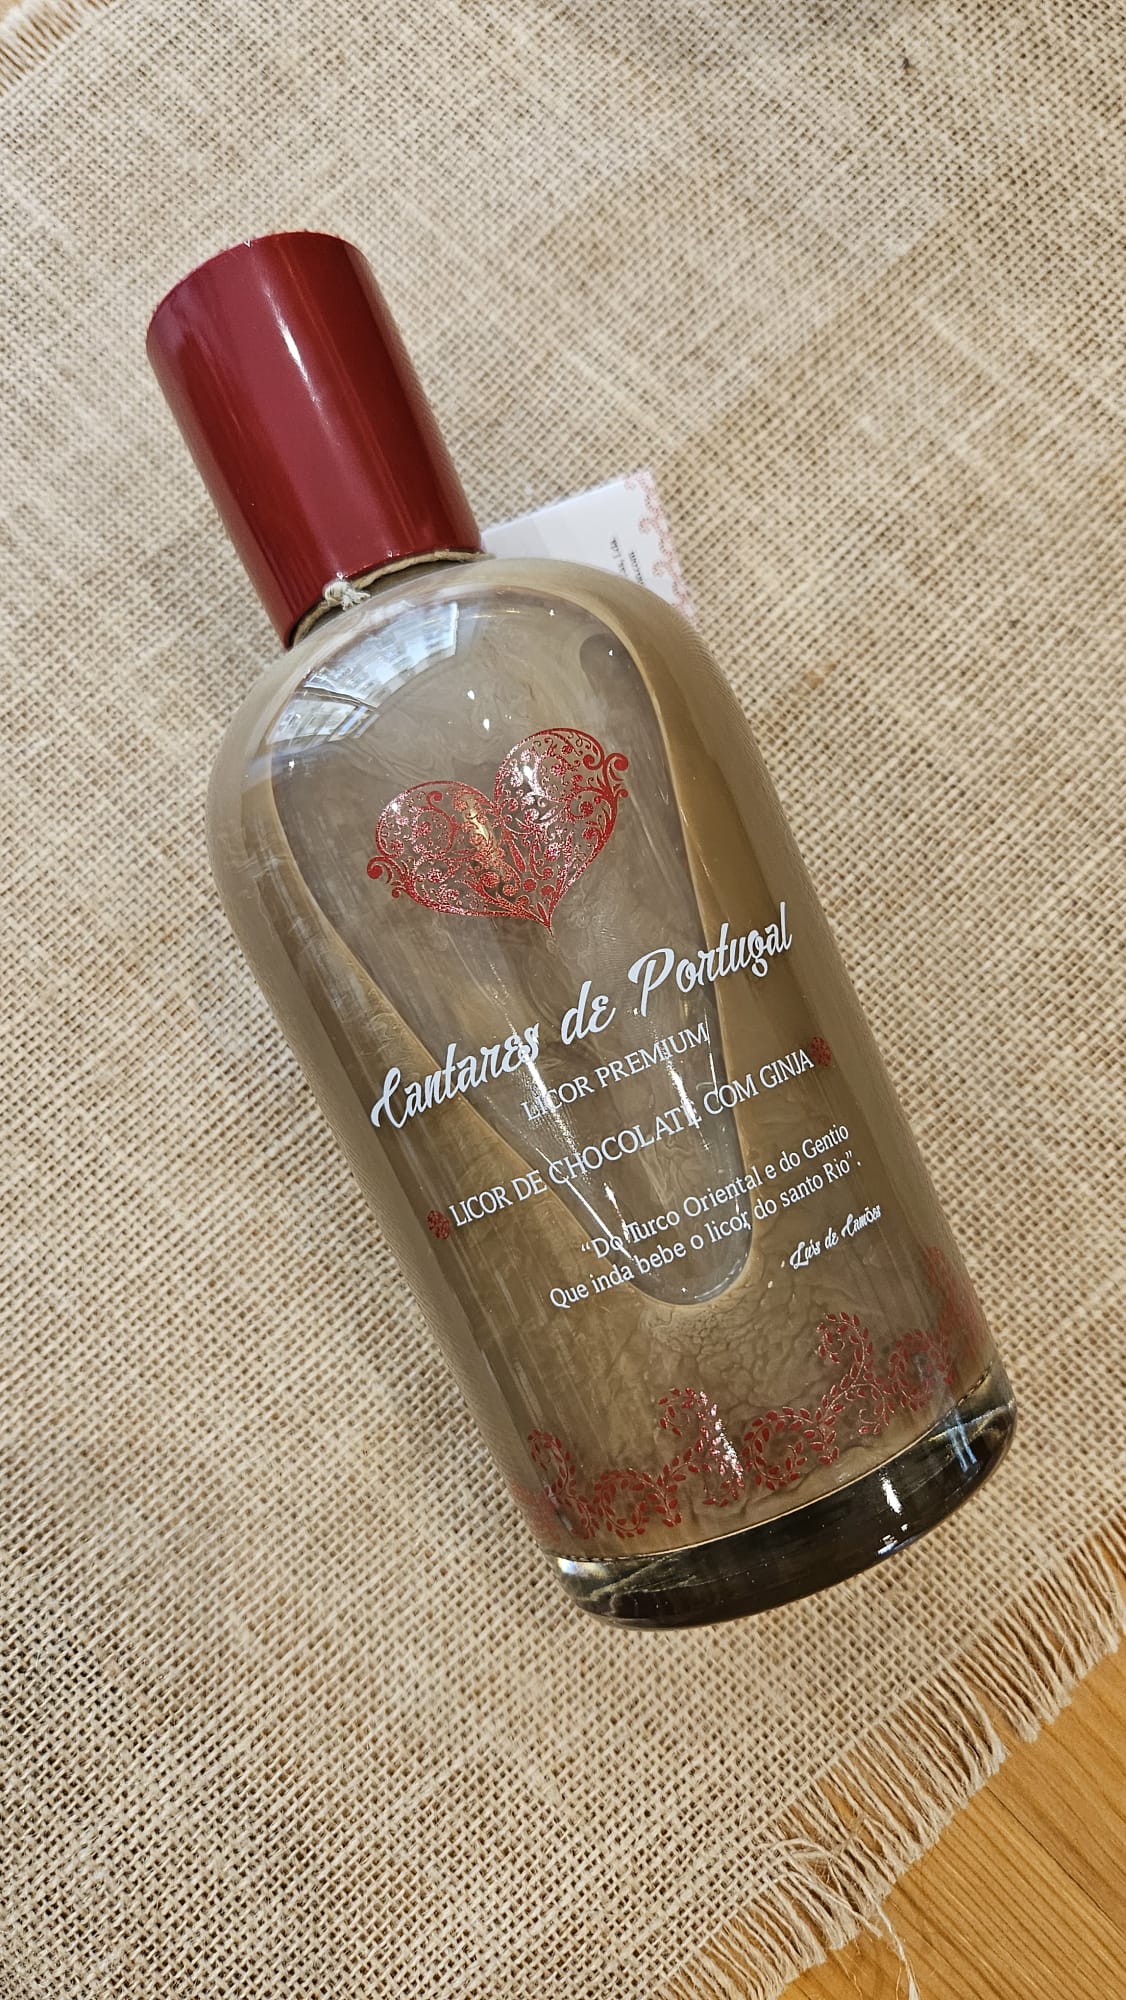 Cantares de Portugal
LICOR PREMIUM
LICOR DE CHOCOLATE COM GINJA
“Do Turco Oriental e do Gentio
Que inda bebe o licor do santo Rio”.
Luís de Camões